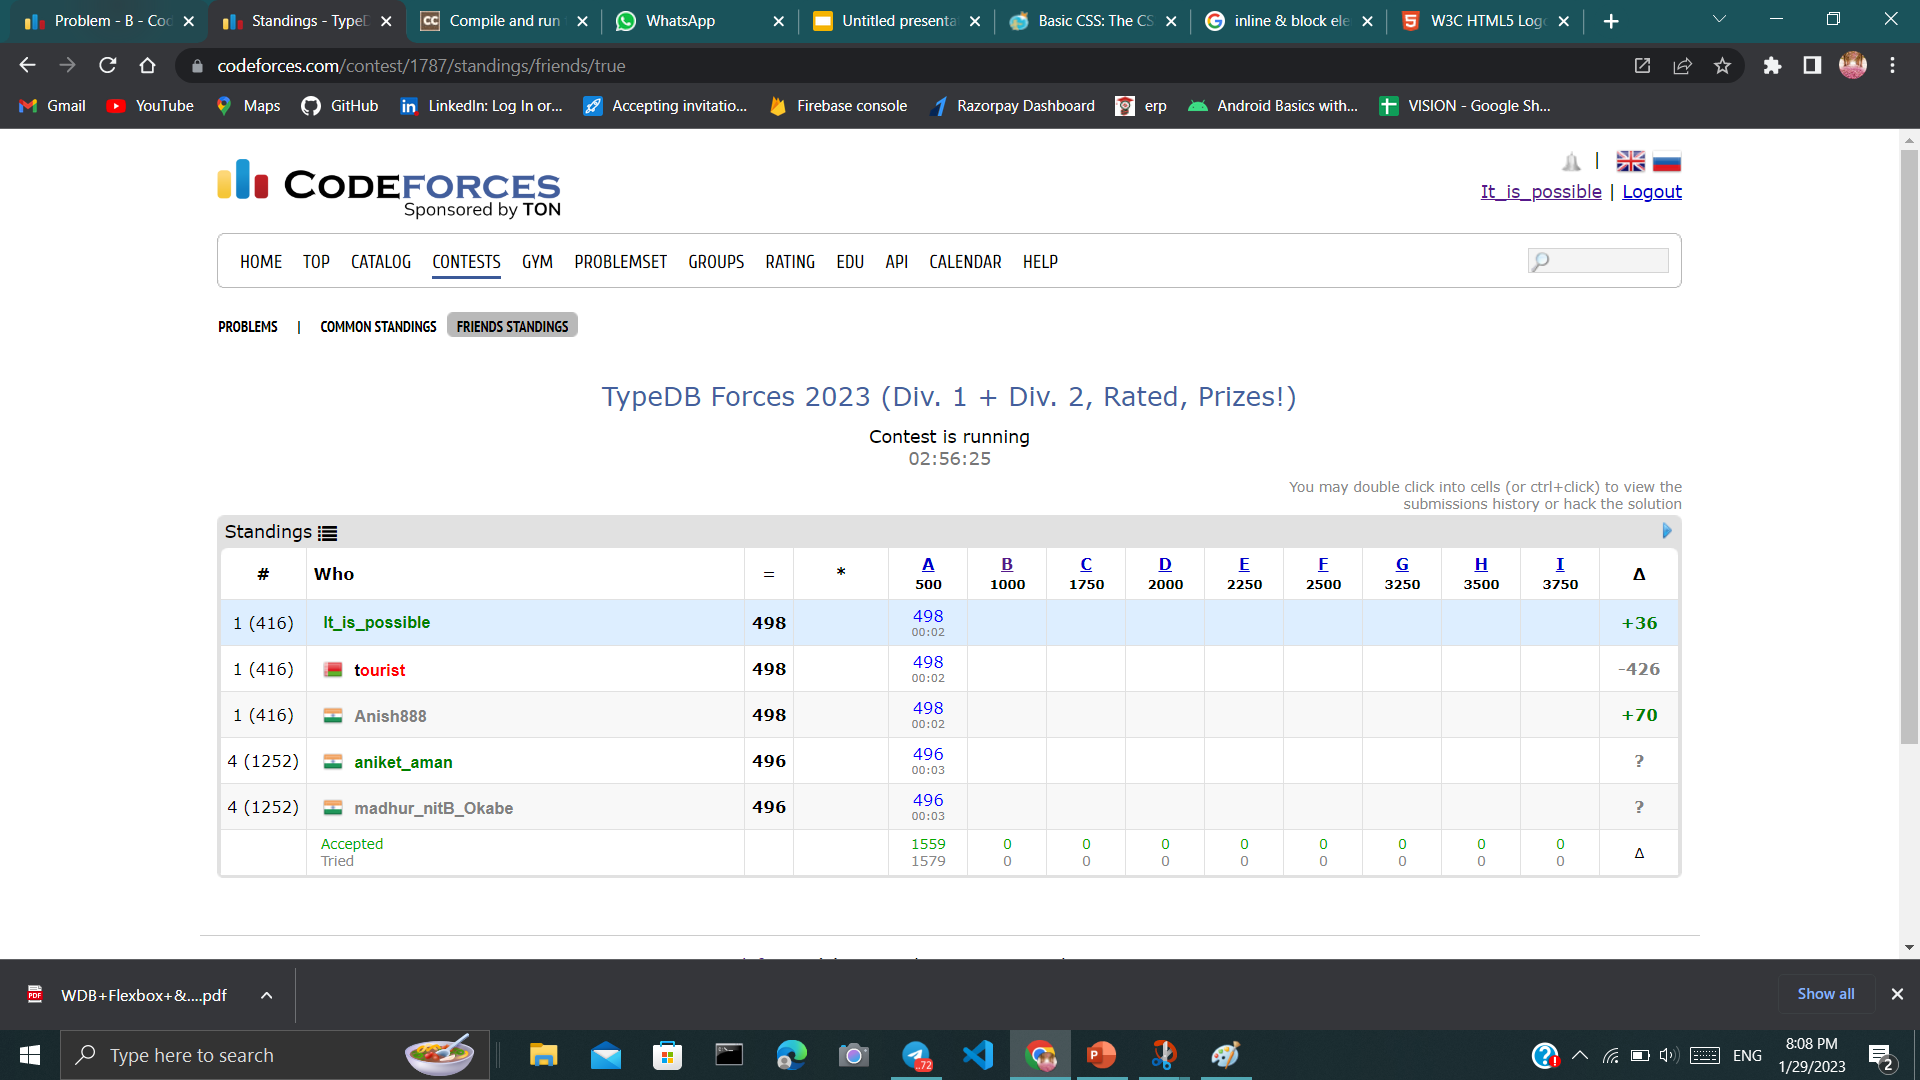 Problem - B - Cod
Standings - TypeD
Compile and run
WhatsApp
Untitled presenta
Basic CSS: The CS
inline & block ele
W3C HTML5 Logo
codeforces.com/contest/1787/standings/friends/true
Gmail
YouTube
Maps
GitHub
LinkedIn: Log In or...
Accepting invitatio...
Firebase console
Razorpay Dashboard
erp
Android Basics with...
VISION - Google Sh...
CODEFORCES
Sponsored by TON
It_is_possible | Logout
HOME TOP CATALOG CONTESTS GYM PROBLEMSET GROUPS RATING EDU API CALENDAR HELP
PROBLEMS | COMMON STANDINGS FRIENDS STANDINGS
TypeDB Forces 2023 (Div. 1 + Div. 2, Rated, Prizes!)
Contest is running
02:56:25
You may double click into cells (or ctrl+click) to view the
submissions history or hack the solution
Standings
# Who = * A B C D E F G H I Δ
500 1000 1750 2000 2250 2500 3250 3500 3750
1 (416) It_is_possible 498 498 +36
00:02
1 (416) tourist 498 498 -426
00:02
1 (416) Anish888 498 498 +70
00:02
4 (1252) aniket_aman 496 496 ?
00:03
4 (1252) madhur_nitB_Okabe 496 496 ?
00:03
Accepted 1559 0 0 0 0 0 0 0 0 Δ
Tried 1579 0 0 0 0 0 0 0 0
PDF
WDB+Flexbox+&....pdf
Show all
Type here to search
..72
ENG
8:08 PM
1/29/2023
2